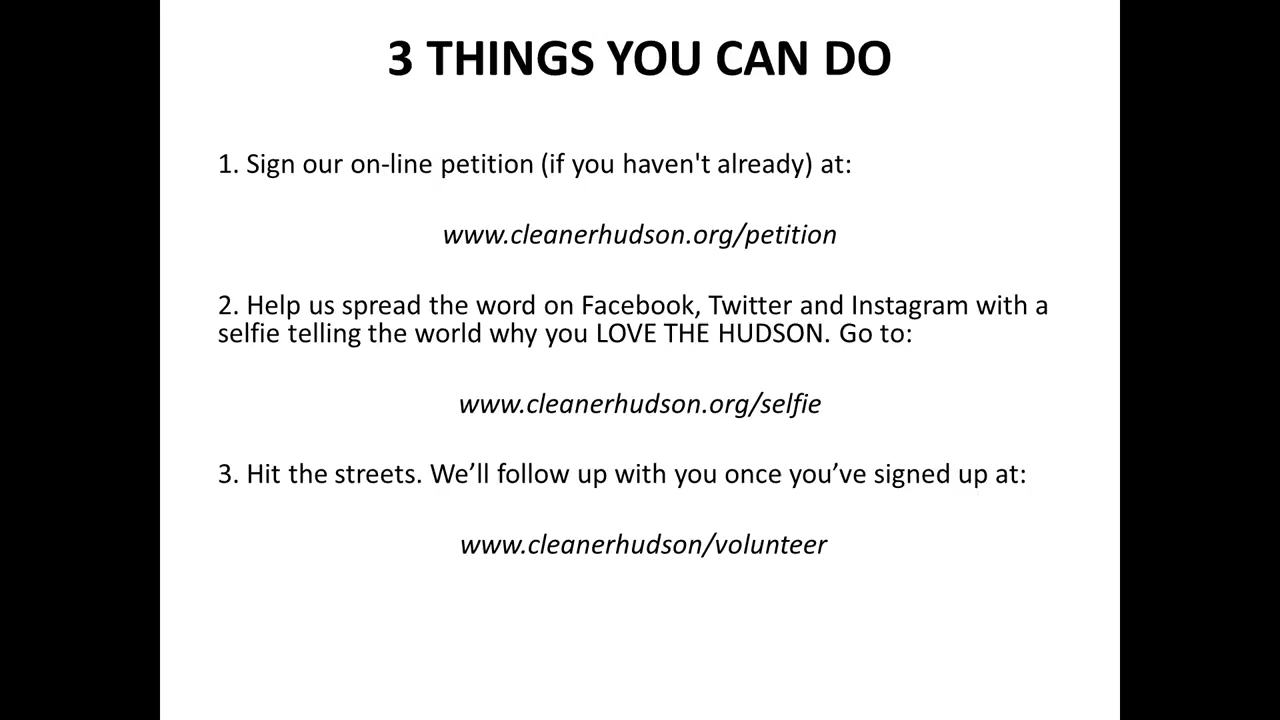 3 THINGS YOU CAN DO
1. Sign our on-line petition (if you haven't already) at:
www.cleanerhudson.org/petition
2. Help us spread the word on Facebook, Twitter and Instagram with a
selfie telling the world why you LOVE THE HUDSON. Go to:
www.cleanerhudson.org/selfie
3. Hit the streets. We’ll follow up with you once you’ve signed up at:
www.cleanerhudson/volunteer